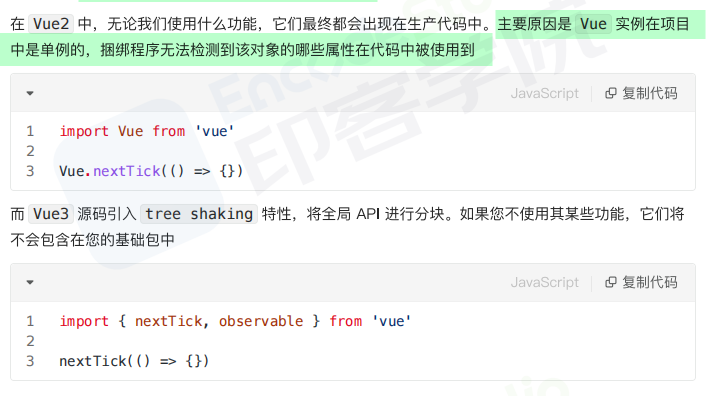 在 Vue2 中，无论我们使用什么功能，它们最终都会出现在生产代码中。主要原因是 Vue 实例在项目
中是单例的，捆绑程序无法检测到该对象的哪些属性在代码中被使用到
JavaScript 复制代码
1 import Vue from 'vue'
2
3 Vue.nextTick(() => {})
而 Vue3 源码引入 tree shaking 特性，将全局 API 进行分块。如果您不使用其某些功能，它们将
不会包含在您的基础包中
JavaScript 复制代码
1 import { nextTick, observable } from 'vue'
2
3 nextTick(() => {})
印客学院